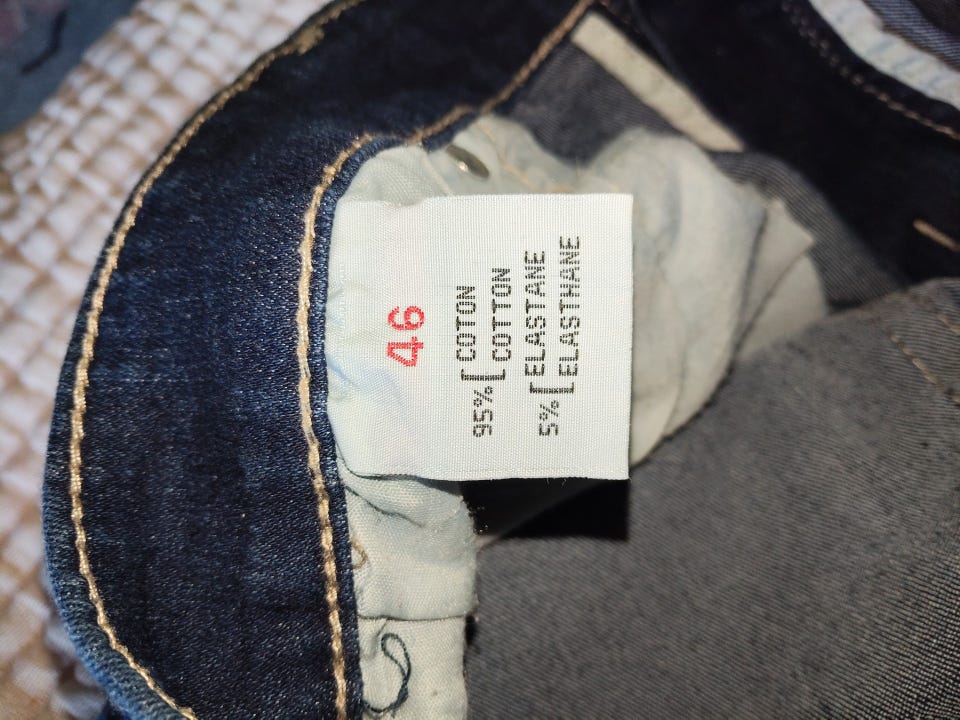 46
95% [ COTON
COTTON
5% [ ELASTANE
ELASTHANE